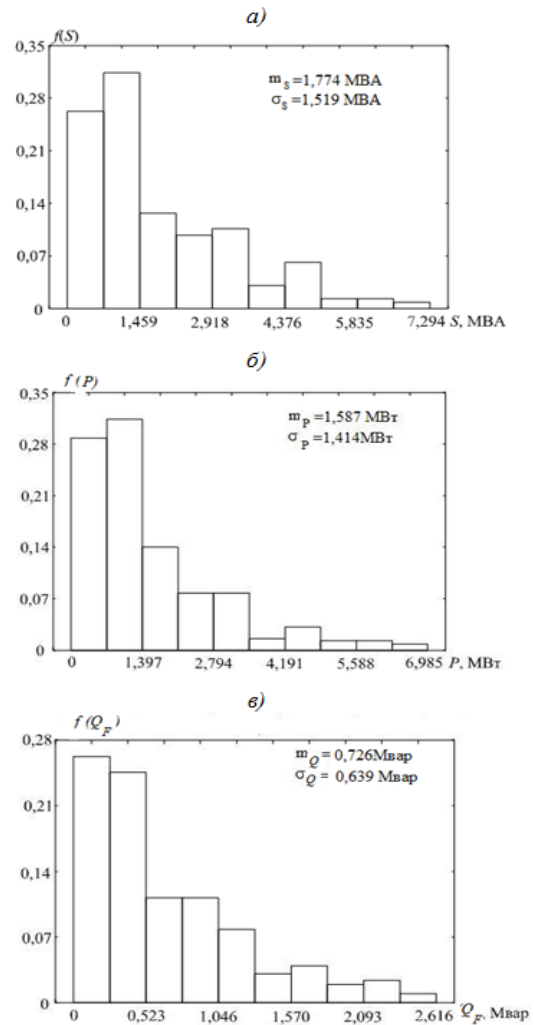 а)
f(S)
0,35
0,28
0,21
0,14
0,07
0
m_S =1,774 МВА
σ_S =1,519 МВА
0 1,459 2,918 4,376 5,835 7,294 S, МВА
б)
f (P)
0,35
0,28
0,21
0,14
0,07
0
m_P =1,587 МВт
σ_P =1,414МВт
0 1,397 2,794 4,191 5,588 6,985 P, МВт
в)
f (Q_F)
0,28
0,21
0,14
0,07
0
m_Q = 0,726Мвар
σ_Q = 0,639 Мвар
0 0,523 1,046 1,570 2,093 2,616 Q_F, Мвар